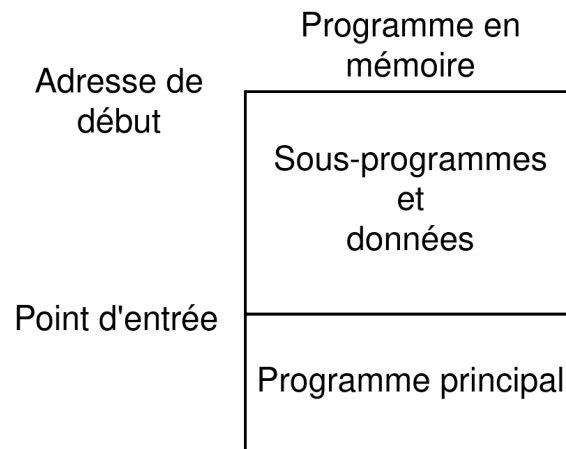 Programme en
mémoire
Adresse de
début
Sous-programmes
et
données
Point d'entrée
Programme principal